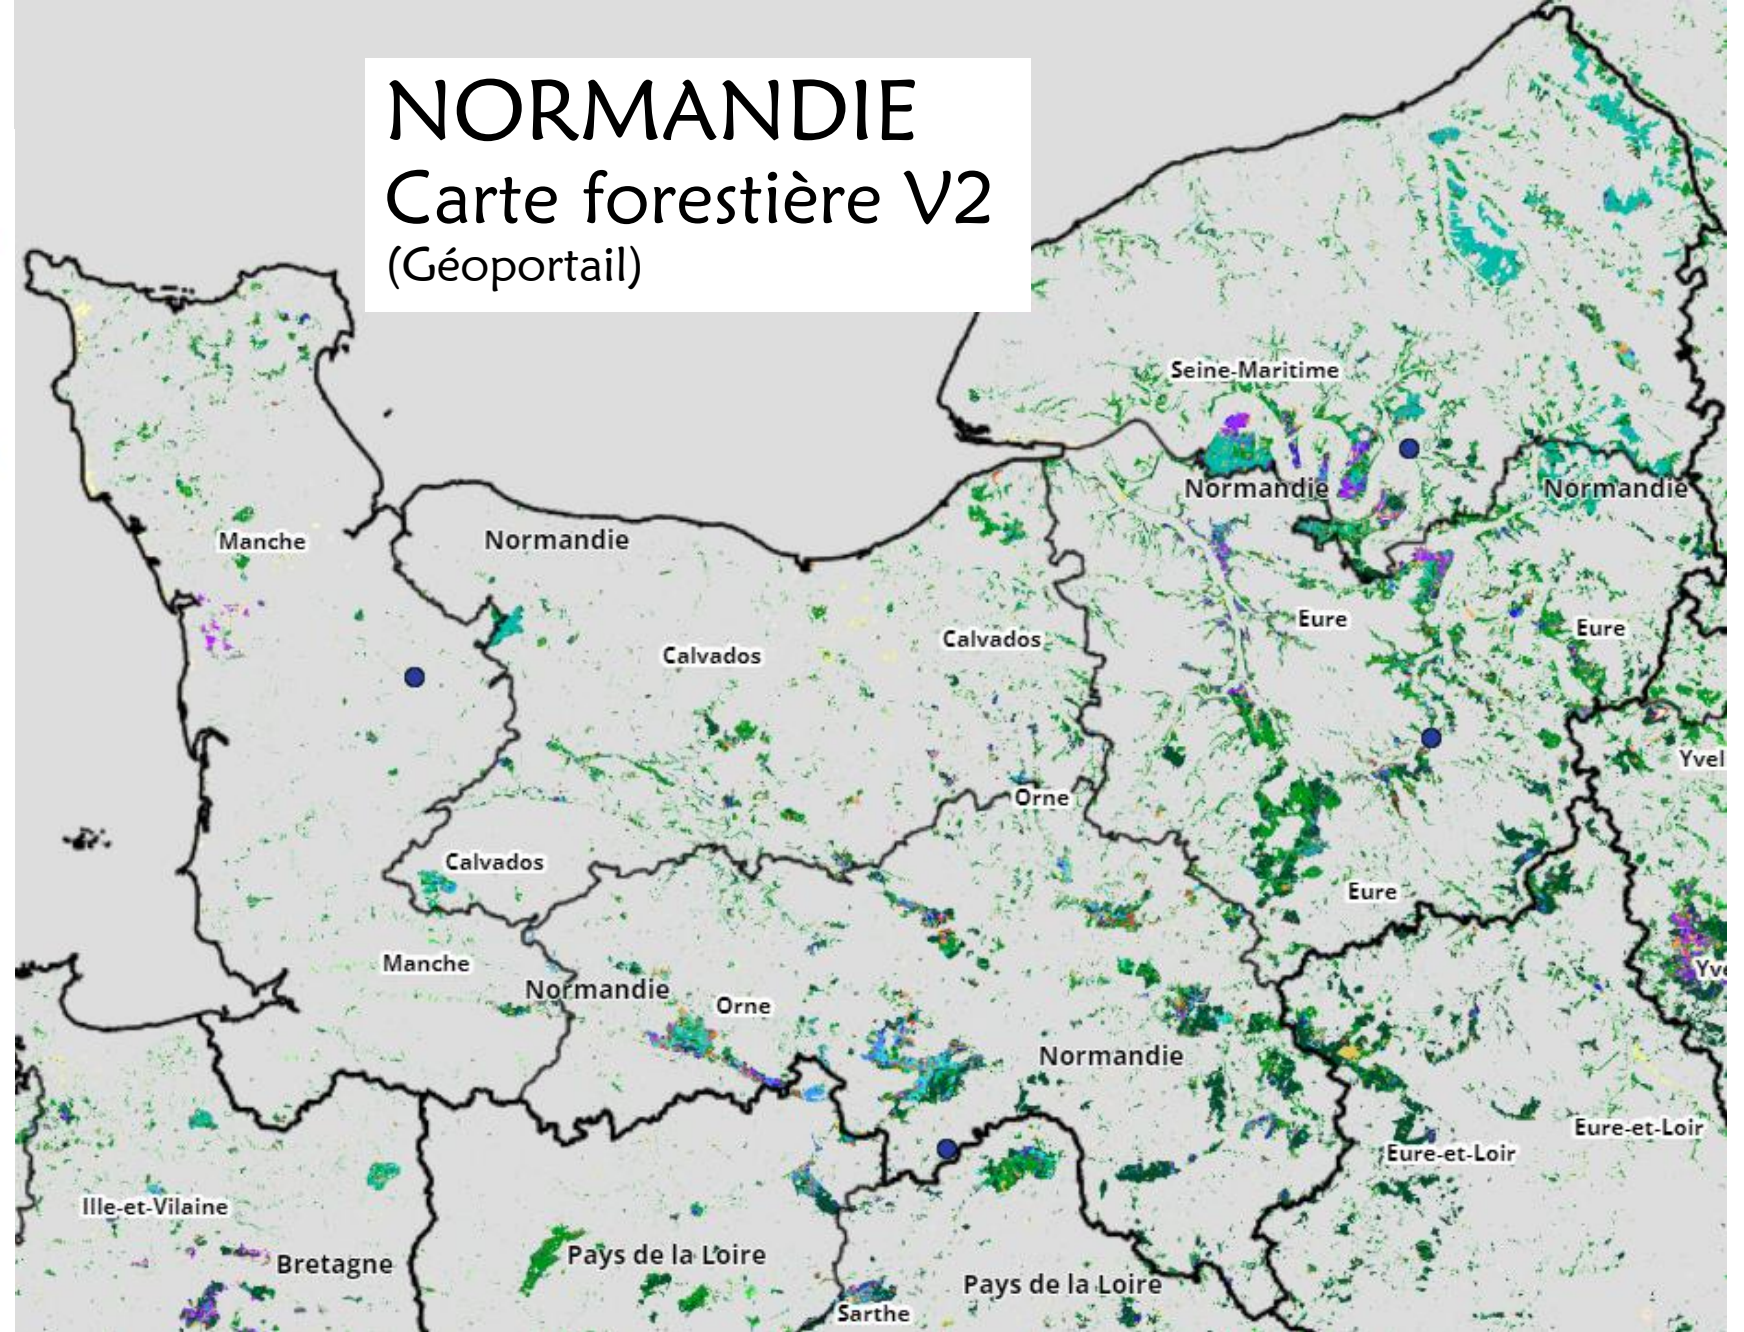 NORMANDIE
Carte forestière V2
(Géoportail)
Seine-Maritime
Normandie
Normandie
Manche
Normandie
Eure
Eure
Calvados
Calvados
Yvel
Orne
Calvados
Eure
Manche
Yve
Normandie
Orne
Normandie
Eure-et-Loir
Eure-et-Loir
Ille-et-Vilaine
Bretagne
Pays de la Loire
Pays de la Loire
Sarthe